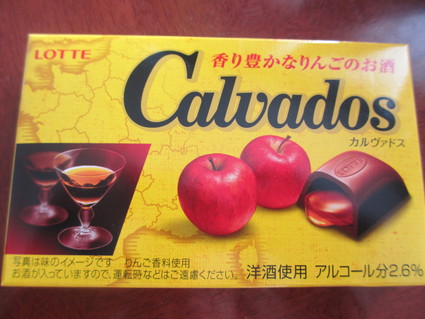 LOTTE
香り豊かなりんごのお酒
Calvados
カルヴァドス
写真は味のイメージです りんご香料使用
お酒が入っていますので、運転時などはご遠慮ください。
洋酒使用 アルコール分2.6%